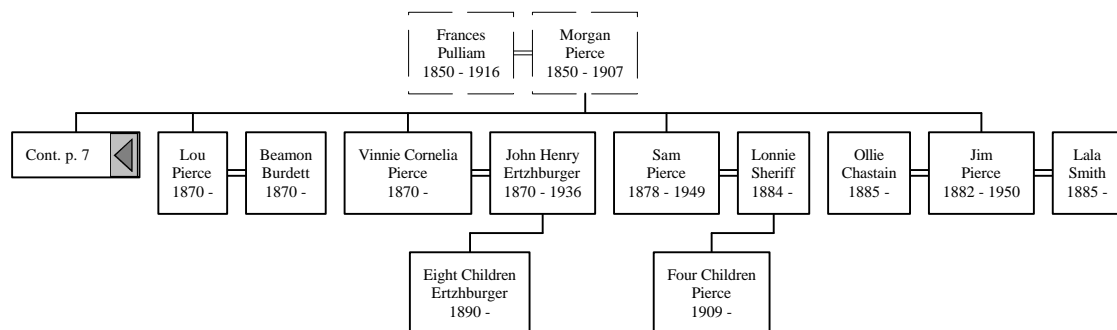 Frances
Pulliam
1850 - 1916
Morgan
Pierce
1850 - 1907
Cont. p. 7
Lou
Pierce
1870 -
Beamon
Burdett
1870 -
Vinnie Cornelia
Pierce
1870 -
John Henry
Ertzhburger
1870 - 1936
Sam
Pierce
1878 - 1949
Lonnie
Sheriff
1884 -
Ollie
Chastain
1885 -
Jim
Pierce
1882 - 1950
Lala
Smith
1885 -
Eight Children
Ertzhburger
1890 -
Four Children
Pierce
1909 -